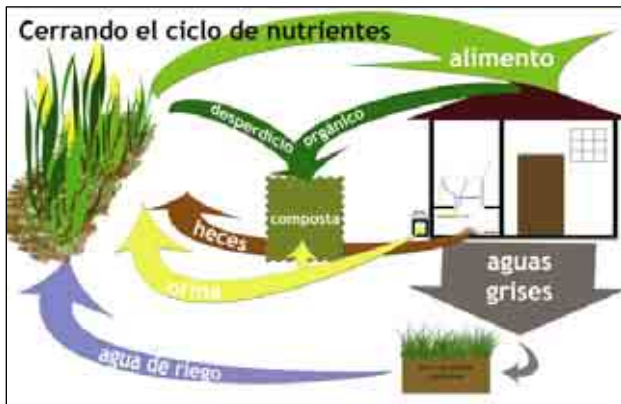 Cerrando el ciclo de nutrientes
alimento
desperdicio
orgánico
composta
heces
orina
aguas
grises
agua de riego